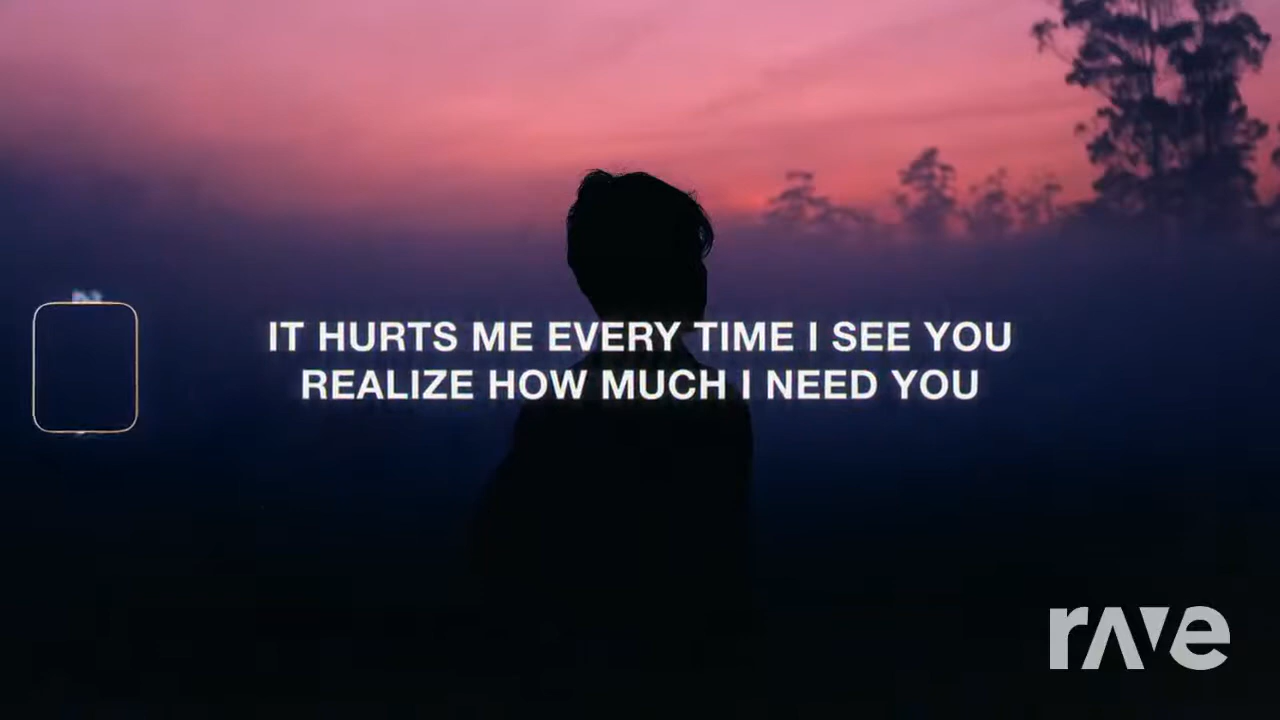 IT HURTS ME EVERY TIME I SEE YOU
REALIZE HOW MUCH I NEED YOU
rave